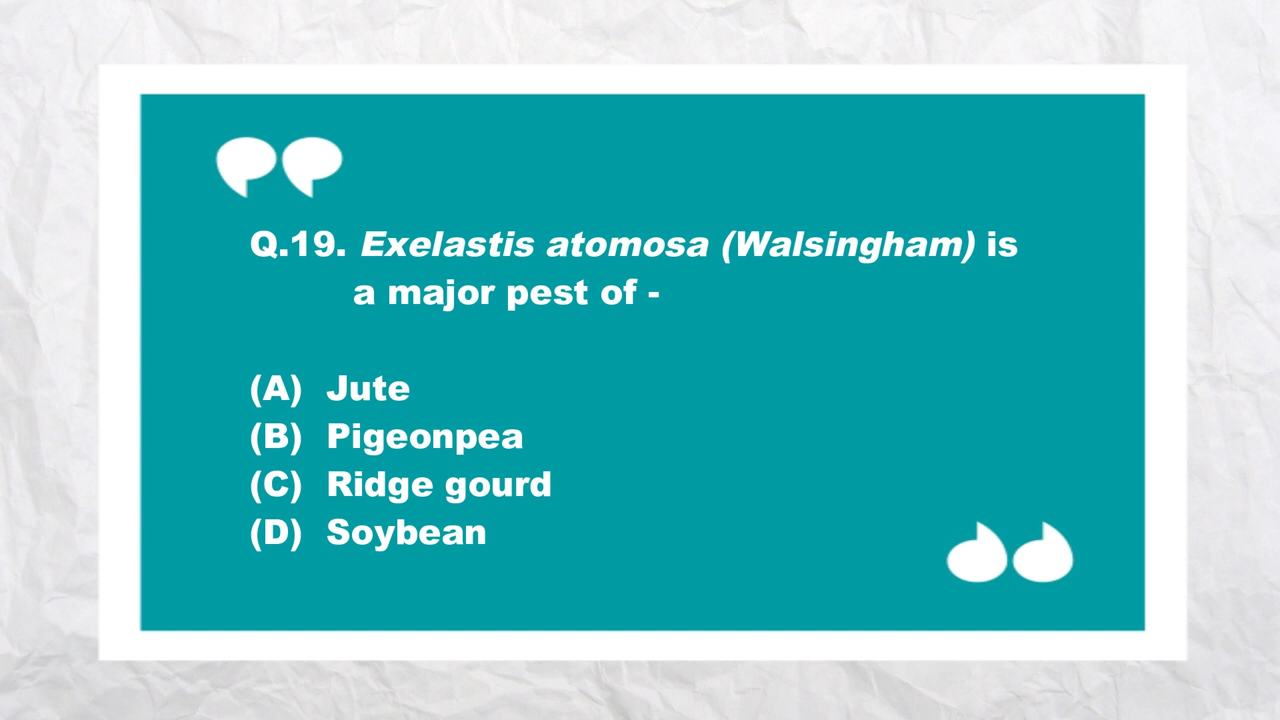 Q.19. Exelastis atomosa (Walsingham) is
a major pest of -
(A) Jute
(B) Pigeonpea
(C) Ridge gourd
(D) Soybean